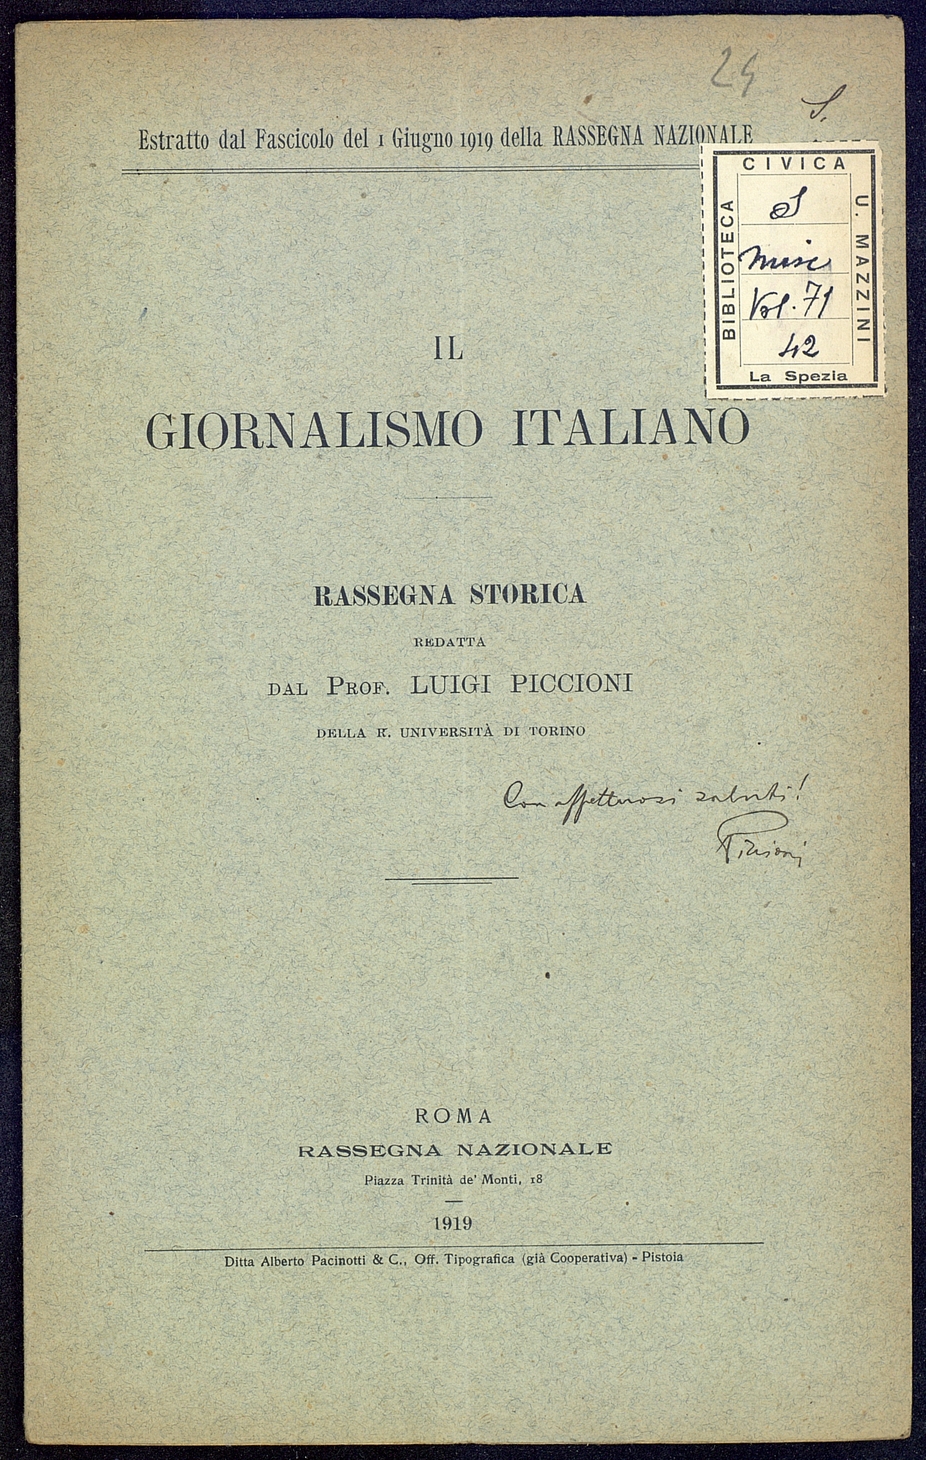 24
S.
Estratto dal Fascicolo del 1 Giugno 1919 della RASSEGNA NAZIONALE
CIVICA
BIBLIOTECA
U. MAZZINI
S
Misc
Vol. 71
42
La Spezia
IL
GIORNALISMO ITALIANO
RASSEGNA STORICA
REDATTA
DAL PROF. LUIGI PICCIONI
DELLA R. UNIVERSITÀ DI TORINO
Con affettuosi saluti!
Piccioni
ROMA
RASSEGNA NAZIONALE
Piazza Trinità de' Monti, 18
1919
Ditta Alberto Pacinotti & C., Off. Tipografica (già Cooperativa) - Pistoia